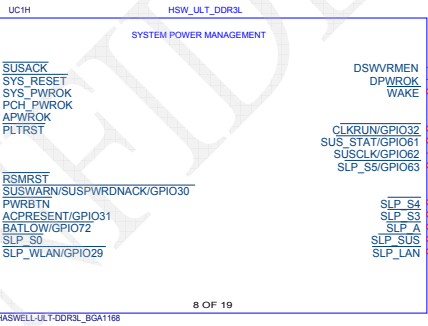 UC1H
HSW_ULT_DDR3L
SYSTEM POWER MANAGEMENT
SUSACK
SYS_RESET
SYS_PWROK
PCH_PWROK
APWROK
PLTRST
RSMRST
SUSWARN/SUSPWRDNACK/GPIO30
PWRBTN
ACPRESENT/GPIO31
BATLOW/GPIO72
SLP_S0
SLP_WLAN/GPIO29
DSWVRMEN
DPWROK
WAKE
CLKRUN/GPIO32
SUS_STAT/GPIO61
SUSCLK/GPIO62
SLP_S5/GPIO63
SLP_S4
SLP_S3
SLP_A
SLP_SUS
SLP_LAN
8 OF 19
HASWELL-ULT-DDR3L_BGA1168